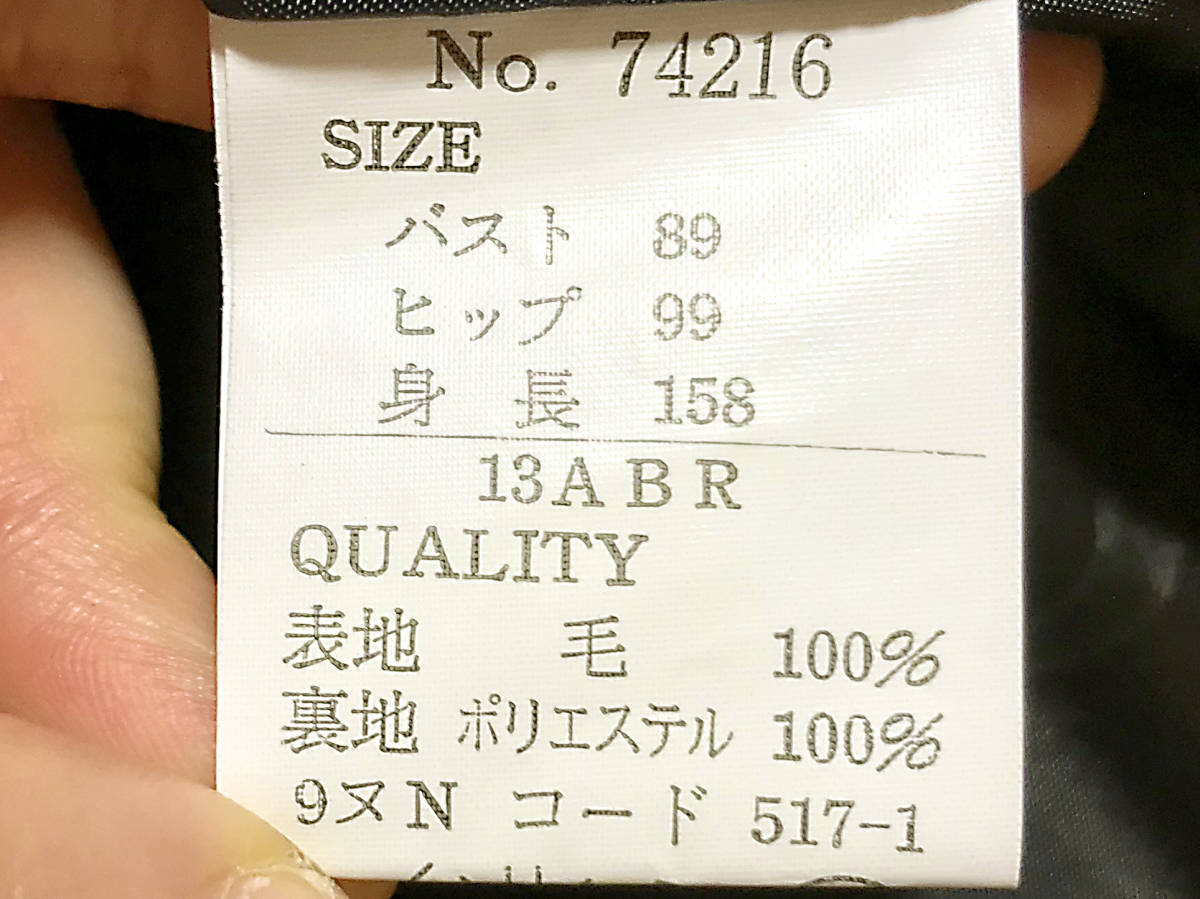 No. 74216
SIZE
バスト 89
ヒップ 99
身 長 158
13ABR
QUALITY
表地 毛 100%
裏地 ポリエステル 100%
9ヌN コード 517-1